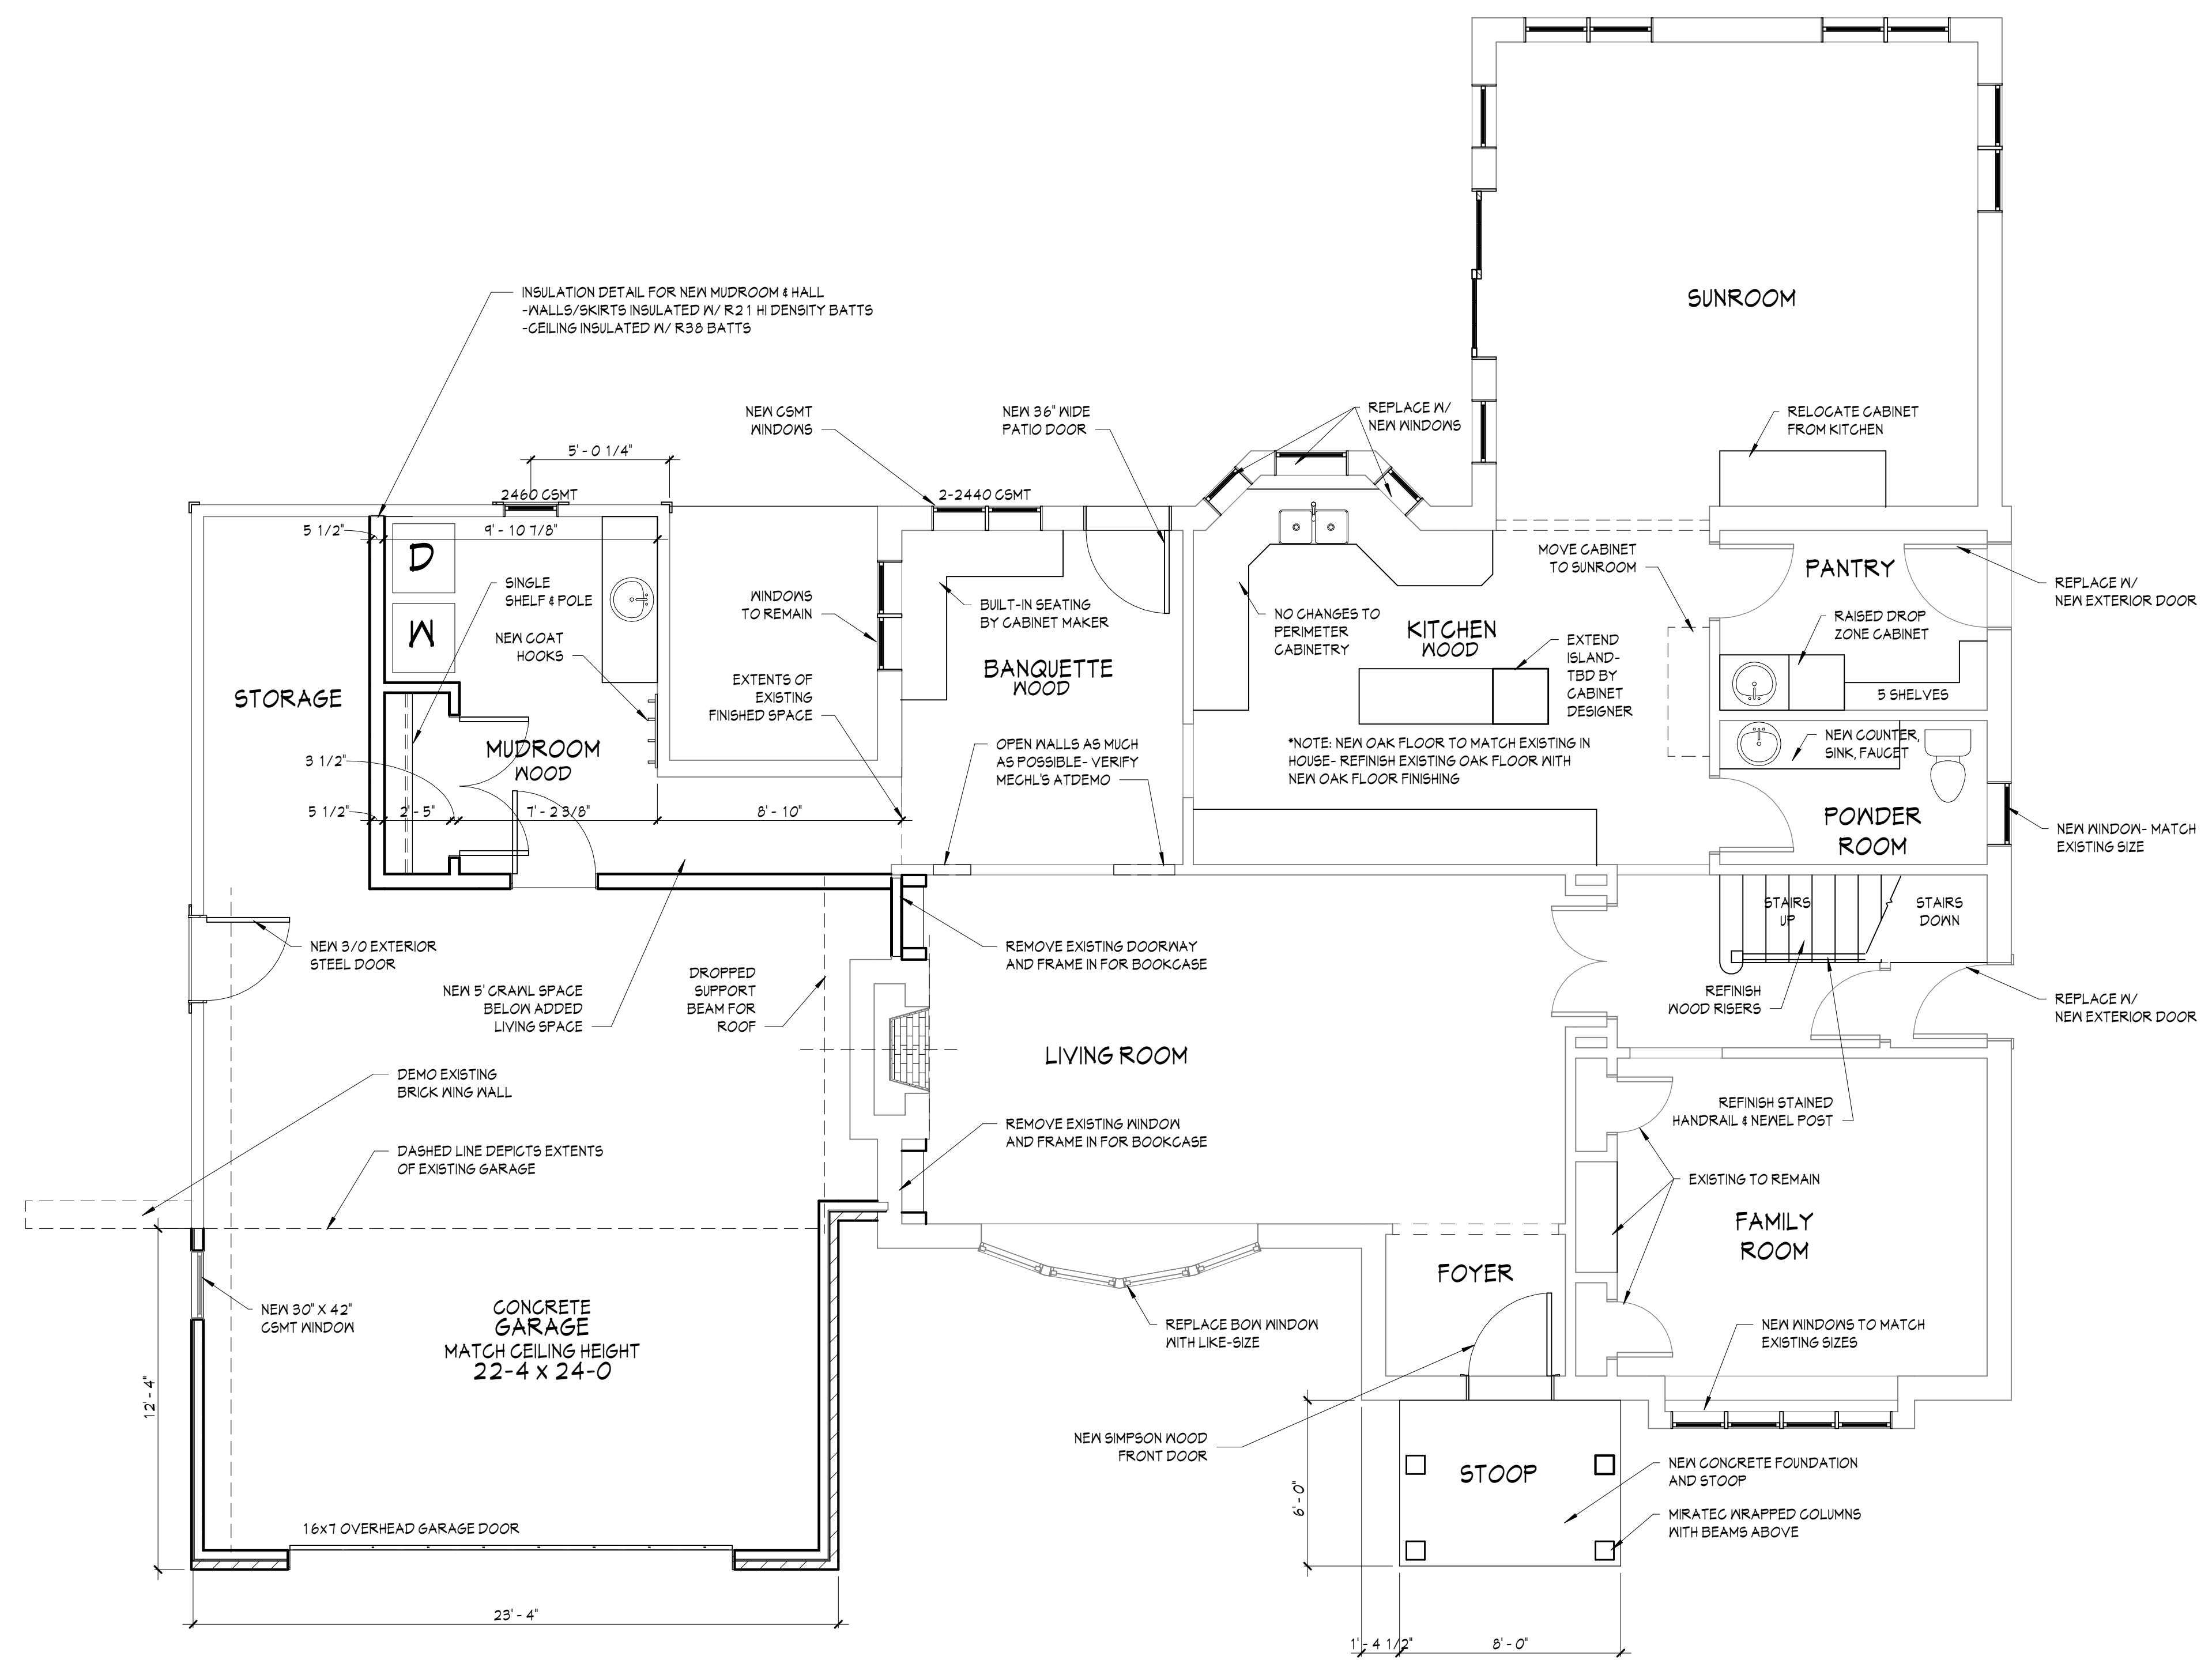 SUNROOM
INSULATION DETAIL FOR NEW MUDROOM & HALL
-WALLS/SKIRTS INSULATED W/ R21 HI DENSITY BATTS
-CEILING INSULATED W/ R38 BATTS
NEW CSMT
WINDOWS
NEW 36" WIDE
PATIO DOOR
REPLACE W/
NEW WINDOWS
RELOCATE CABINET
FROM KITCHEN
5' - 0 1/4"
2460 CSMT
2-2440 CSMT
5 1/2"
9' - 10 7/8"
D
W
SINGLE
SHELF & POLE
NEW COAT
HOOKS
WINDOWS
TO REMAIN
EXTENTS OF
EXISTING
FINISHED SPACE
BUILT-IN SEATING
BY CABINET MAKER
BANQUETTE
WOOD
OPEN WALLS AS MUCH
AS POSSIBLE- VERIFY
MECHL'S ATDEMO
NO CHANGES TO
PERIMETER
CABINETRY
KITCHEN
WOOD
EXTEND
ISLAND-
TBD BY
CABINET
DESIGNER
*NOTE: NEW OAK FLOOR TO MATCH EXISTING IN
HOUSE- REFINISH EXISTING OAK FLOOR WITH
NEW OAK FLOOR FINISHING
MOVE CABINET
TO SUNROOM
PANTRY
REPLACE W/
NEW EXTERIOR DOOR
RAISED DROP
ZONE CABINET
5 SHELVES
NEW COUNTER,
SINK, FAUCET
POWDER
ROOM
NEW WINDOW- MATCH
EXISTING SIZE
STORAGE
MUDROOM
WOOD
3 1/2"
5 1/2"
2' - 5"
7' - 2 3/8"
8' - 10"
NEW 3/0 EXTERIOR
STEEL DOOR
NEW 5' CRAWL SPACE
BELOW ADDED
LIVING SPACE
DROPPED
SUPPORT
BEAM FOR
ROOF
REMOVE EXISTING DOORWAY
AND FRAME IN FOR BOOKCASE
LIVING ROOM
REMOVE EXISTING WINDOW
AND FRAME IN FOR BOOKCASE
STAIRS
UP
STAIRS
DOWN
REFINISH
WOOD RISERS
REPLACE W/
NEW EXTERIOR DOOR
REFINISH STAINED
HANDRAIL & NEWEL POST
EXISTING TO REMAIN
FAMILY
ROOM
NEW WINDOWS TO MATCH
EXISTING SIZES
DEMO EXISTING
BRICK WING WALL
DASHED LINE DEPICTS EXTENTS
OF EXISTING GARAGE
NEW 30" X 42"
CSMT WINDOW
CONCRETE
GARAGE
MATCH CEILING HEIGHT
22-4 x 24-0
12' - 4"
16x7 OVERHEAD GARAGE DOOR
23' - 4"
FOYER
REPLACE BOW WINDOW
WITH LIKE-SIZE
NEW SIMPSON WOOD
FRONT DOOR
STOOP
6' - 0"
NEW CONCRETE FOUNDATION
AND STOOP
MIRATEC WRAPPED COLUMNS
WITH BEAMS ABOVE
1' - 4 1/2"
8' - 0"